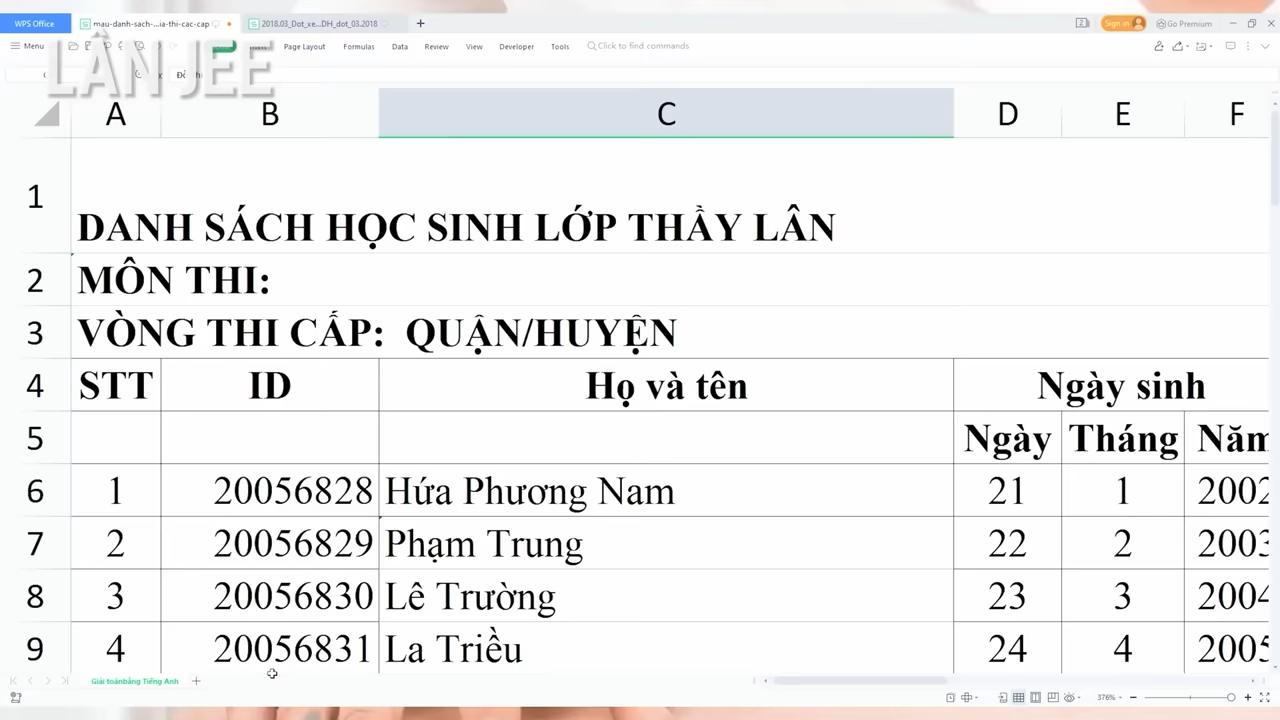 WPS Office mau-danh-sach-...ia-thi-cac-cap 2018.03_Dot_xe....DH_dot_03.2018 + Sign in Go Premium
Menu Page Layout Formulas Data Review View Developer Tools Click to find commands
LÂN JEE
A B C D E F
1 DANH SÁCH HỌC SINH LỚP THẦY LÂN
2 MÔN THI:
3 VÒNG THI CẤP: QUẬN/HUYỆN
4 STT ID Họ và tên Ngày sinh
5 Ngày Tháng Năm
6 1 20056828 Hứa Phương Nam 21 1 2002
7 2 20056829 Phạm Trung 22 2 2003
8 3 20056830 Lê Trường 23 3 2004
9 4 20056831 La Triều 24 4 2005
Giải toánbằng Tiếng Anh +
376%